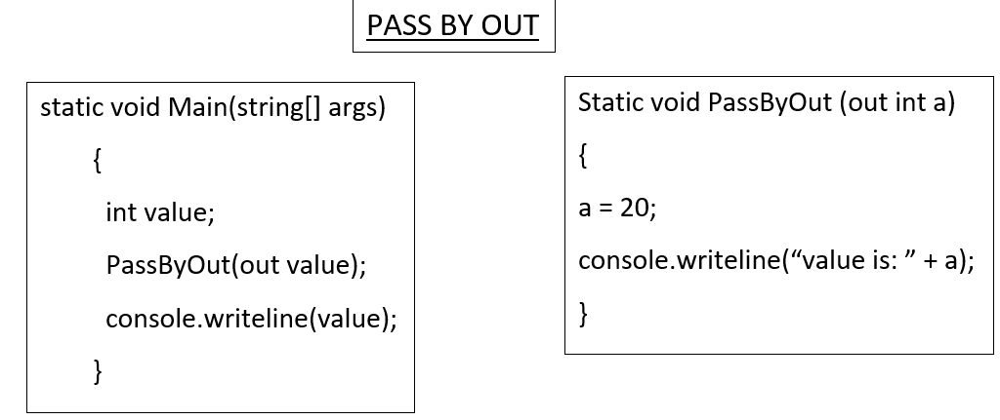 PASS BY OUT
static void Main(string[] args)
{
int value;
PassByOut(out value);
console.writeline(value);
}
Static void PassByOut (out int a)
{
a = 20;
console.writeline(“value is: ” + a);
}